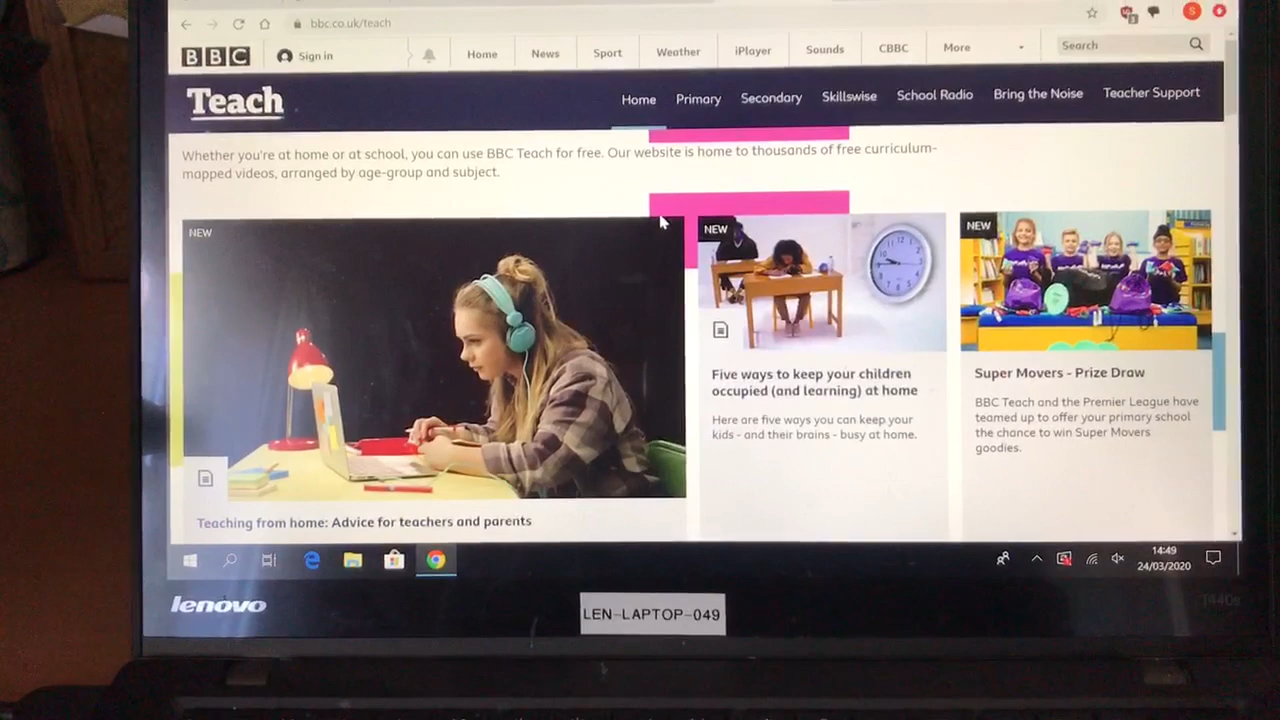 bbc.co.uk/teach
BBC Sign in Home News Sport Weather iPlayer Sounds CBBC More Search
Teach Home Primary Secondary Skillswise School Radio Bring the Noise Teacher Support
Whether you're at home or at school, you can use BBC Teach for free. Our website is home to thousands of free curriculum-
mapped videos, arranged by age-group and subject.
NEW
Teaching from home: Advice for teachers and parents
NEW
Five ways to keep your children
occupied (and learning) at home
Here are five ways you can keep your
kids - and their brains - busy at home.
NEW
Super Movers - Prize Draw
BBC Teach and the Premier League have
teamed up to offer your primary school
the chance to win Super Movers
goodies.
14:49
24/03/2020
lenovo
LEN-LAPTOP-049
T440s